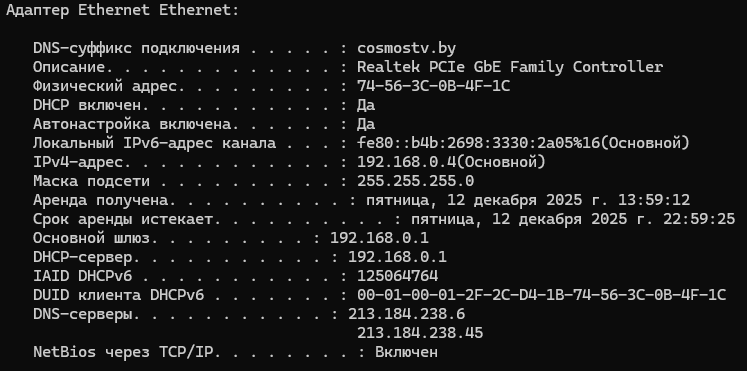 Адаптер Ethernet Ethernet:
DNS-суффикс подключения . . . . . : cosmostv.by
Описание. . . . . . . . . . . . . : Realtek PCIe GbE Family Controller
Физический адрес. . . . . . . . . : 74-56-3C-0B-4F-1C
DHCP включен. . . . . . . . . . . : Да
Автонастройка включена. . . . . . : Да
Локальный IPv6-адрес канала . . . : fe80::b4b:2698:3330:2a05%16(Основной)
IPv4-адрес. . . . . . . . . . . . : 192.168.0.4(Основной)
Маска подсети . . . . . . . . . . : 255.255.255.0
Аренда получена. . . . . . . . . . : пятница, 12 декабря 2025 г. 13:59:12
Срок аренды истекает. . . . . . . . . . : пятница, 12 декабря 2025 г. 22:59:25
Основной шлюз. . . . . . . . . : 192.168.0.1
DHCP-сервер. . . . . . . . . . . : 192.168.0.1
IAID DHCPv6 . . . . . . . . . . . : 125064764
DUID клиента DHCPv6 . . . . . . . : 00-01-00-01-2F-2C-D4-1B-74-56-3C-0B-4F-1C
DNS-серверы. . . . . . . . . . . : 213.184.238.6
213.184.238.45
NetBios через TCP/IP. . . . . . . . : Включен